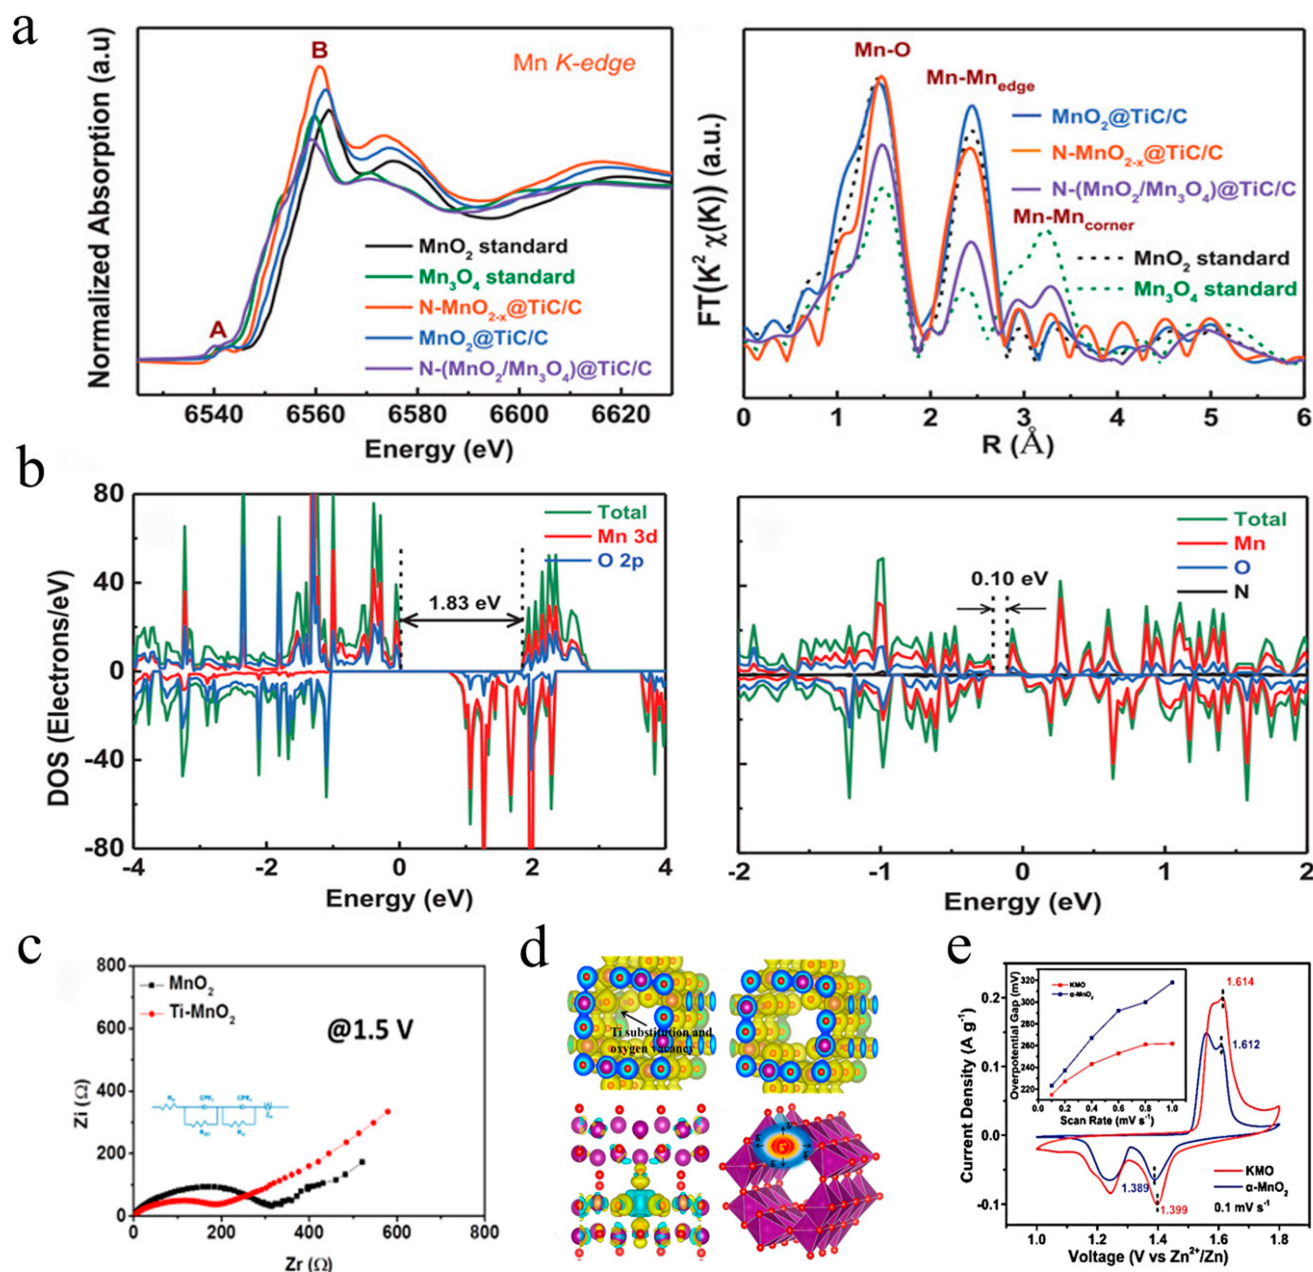 a
Normalized Absorption (a.u)
B
Mn K-edge
A
MnO₂ standard
Mn₃O₄ standard
N-MnO₂₋ₓ@TiC/C
MnO₂@TiC/C
N-(MnO₂/Mn₃O₄)@TiC/C
6540 6560 6580 6600 6620
Energy (eV)
FT(K² χ(K)) (a.u.)
Mn-O
Mn-Mn edge
MnO₂@TiC/C
N-MnO₂₋ₓ@TiC/C
N-(MnO₂/Mn₃O₄)@TiC/C
Mn-Mn corner
MnO₂ standard
Mn₃O₄ standard
0 1 2 3 4 5 6
R (Å)
b
DOS (Electrons/eV)
80
40
0
-40
-80
Total
Mn 3d
O 2p
1.83 eV
-4 -2 0 2 4
Energy (eV)
Total
Mn
O
N
0.10 eV
-2 -1 0 1 2
Energy (eV)
c
Zi (Ω)
800
600
400
200
0
MnO₂
Ti-MnO₂
@1.5 V
0 200 400 600 800
Zr (Ω)
d
Ti substitution and
oxygen vacancy
e
Current Density (A g⁻¹)
0.2
0.1
0.0
-0.1
Overpotential Gap (mV)
320
300
280
260
240
220
KMO
α-MnO₂
0.0 0.2 0.4 0.6 0.8 1.0
Scan Rate (mV s⁻¹)
1.614
1.612
1.389
1.399
KMO
α-MnO₂
0.1 mV s⁻¹
1.0 1.2 1.4 1.6 1.8
Voltage (V vs Zn²⁺/Zn)